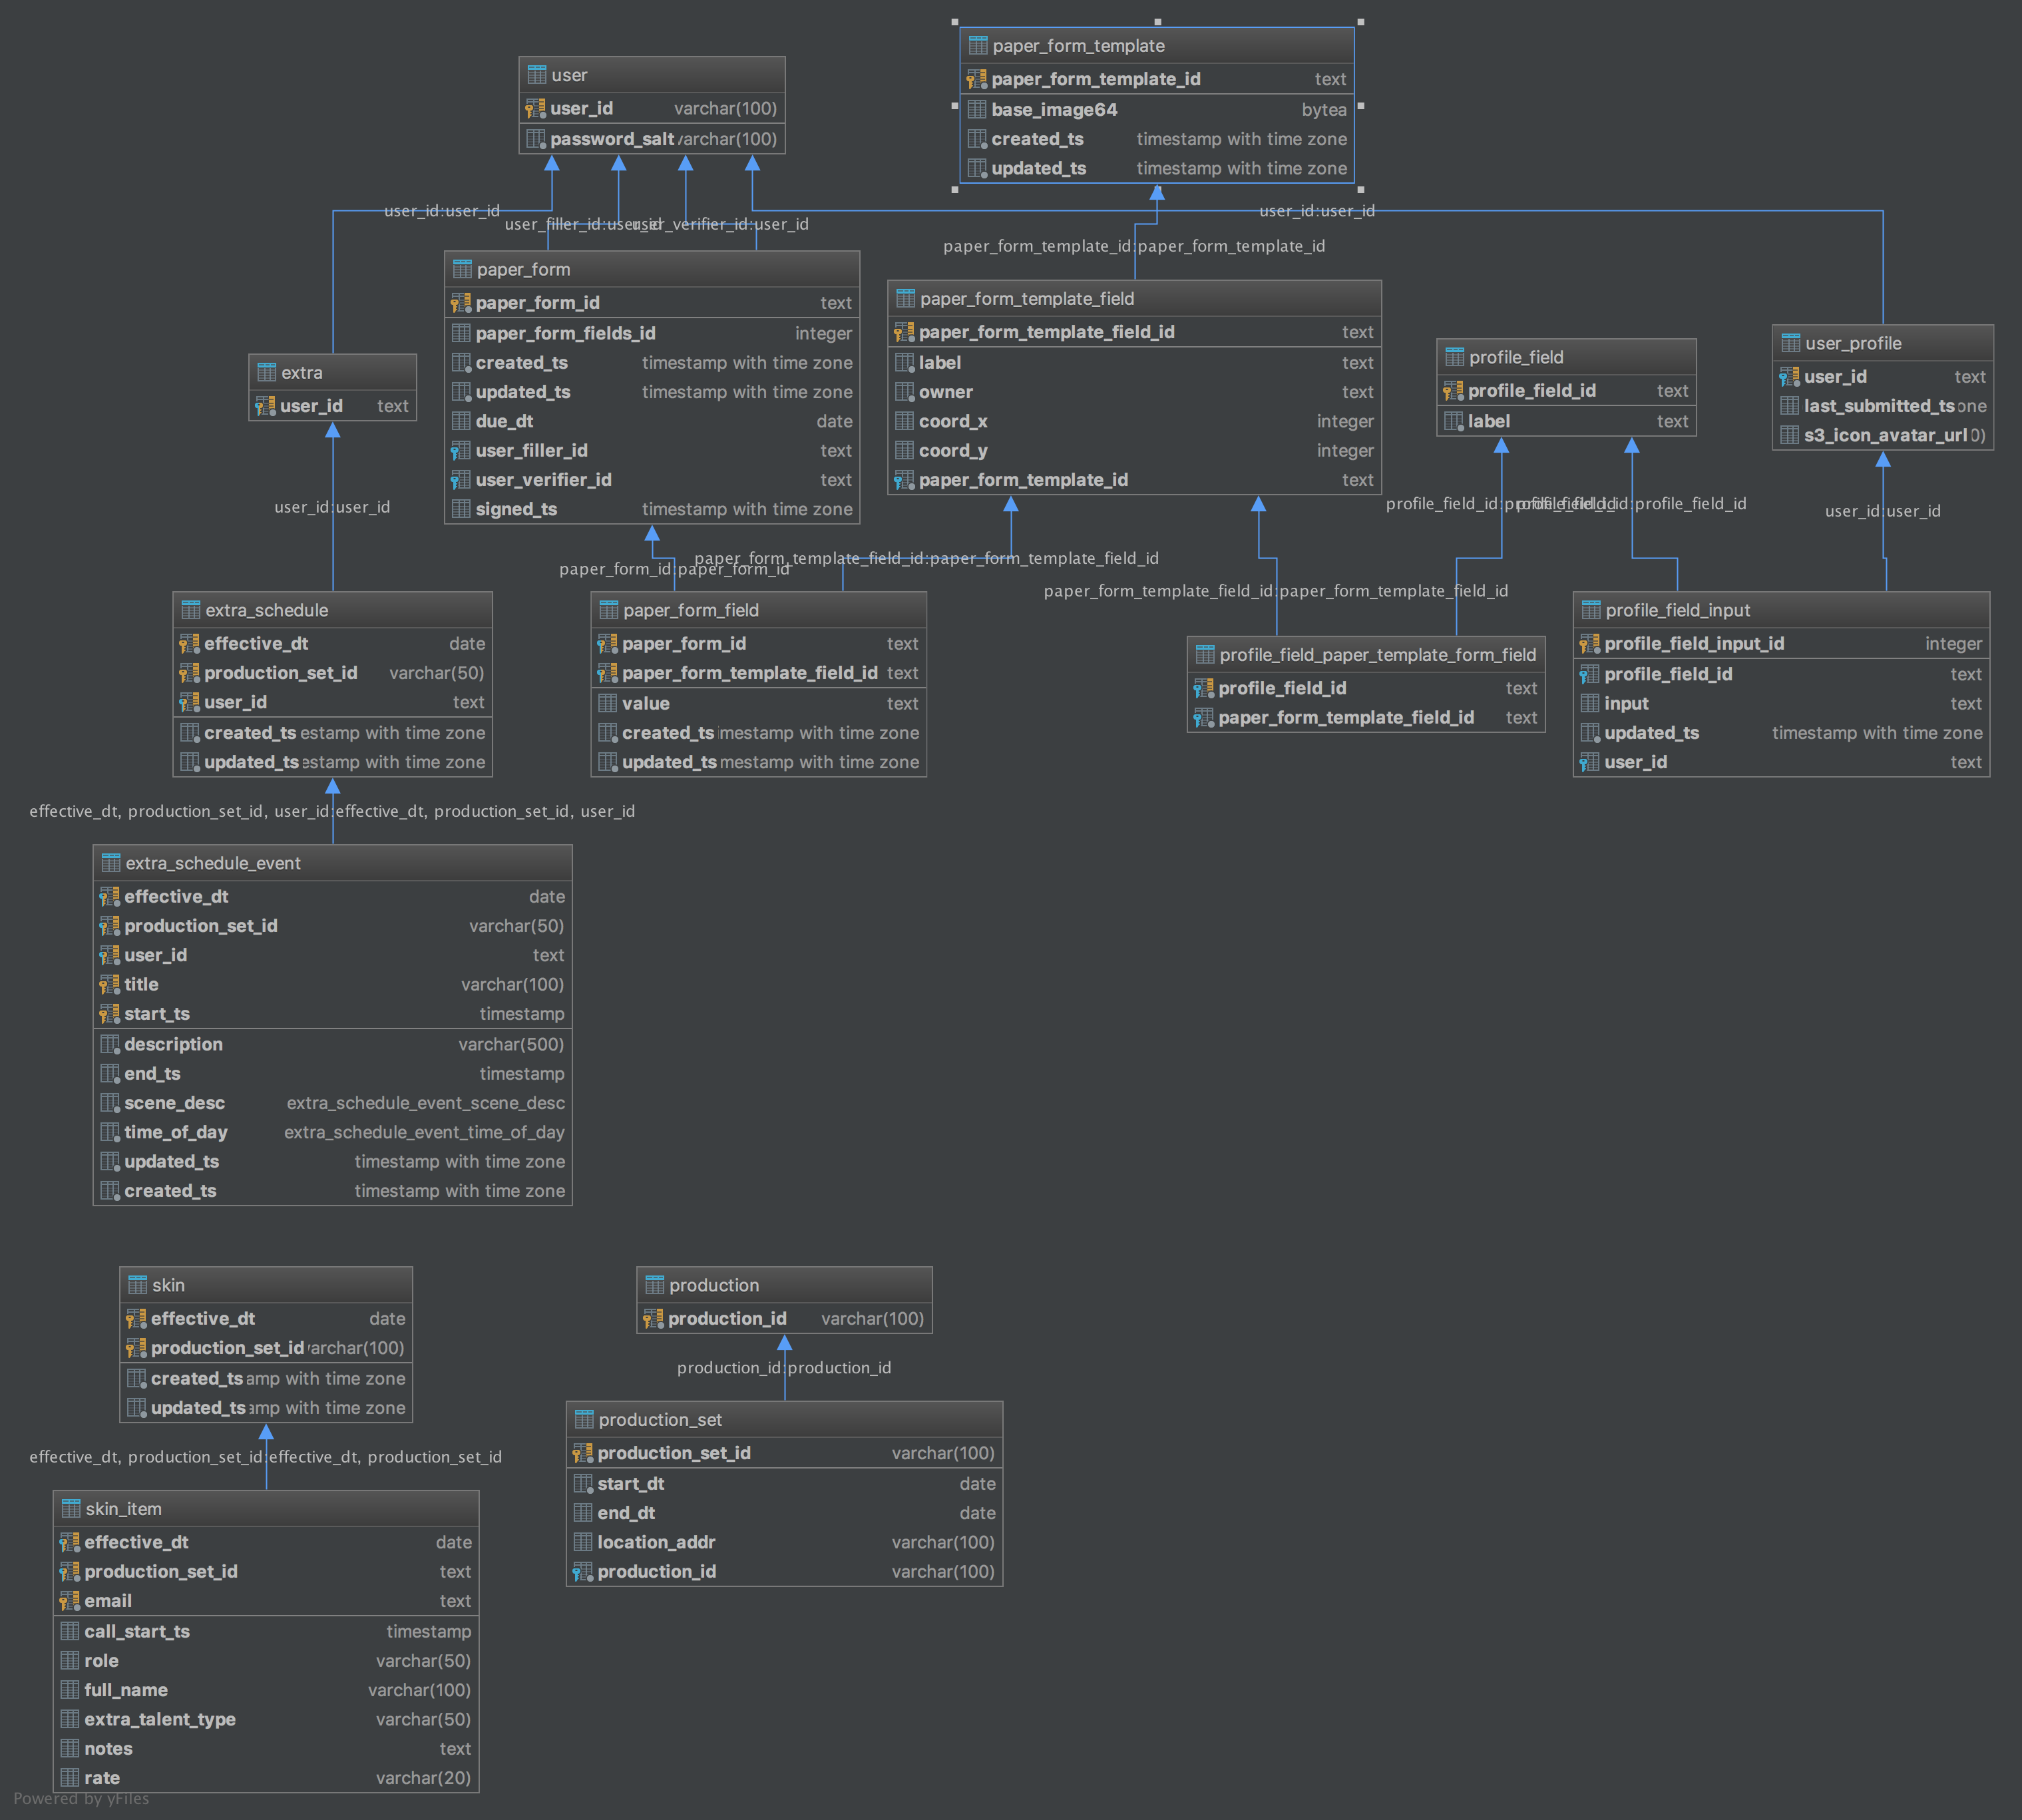 paper_form_template
paper_form_template_id text
base_image64 bytea
created_ts timestamp with time zone
updated_ts timestamp with time zone
user
user_id varchar(100)
password_salt varchar(100)
user_id:user_id
user_filler_id:user_id
user_verifier_id:user_id
user_id:user_id
paper_form_template_id:paper_form_template_id
paper_form
paper_form_id text
paper_form_fields_id integer
created_ts timestamp with time zone
updated_ts timestamp with time zone
due_dt date
user_filler_id text
user_verifier_id text
signed_ts timestamp with time zone
paper_form_template_field
paper_form_template_field_id text
label text
owner text
coord_x integer
coord_y integer
paper_form_template_id text
profile_field
profile_field_id text
label text
user_profile
user_id text
last_submitted_ts one
s3_icon_avatar_url 0)
extra
user_id text
user_id:user_id
profile_field_id:profile_field_id
profile_field_id:profile_field_id
user_id:user_id
paper_form_id:paper_form_id
paper_form_template_field_id:paper_form_template_field_id
paper_form_template_field_id:paper_form_template_field_id
extra_schedule
effective_dt date
production_set_id varchar(50)
user_id text
created_ts estamp with time zone
updated_ts estamp with time zone
paper_form_field
paper_form_id text
paper_form_template_field_id text
value text
created_ts mestamp with time zone
updated_ts mestamp with time zone
profile_field_paper_template_form_field
profile_field_id text
paper_form_template_field_id text
profile_field_input
profile_field_input_id integer
profile_field_id text
input text
updated_ts timestamp with time zone
user_id text
effective_dt, production_set_id, user_id:effective_dt, production_set_id, user_id
extra_schedule_event
effective_dt date
production_set_id varchar(50)
user_id text
title varchar(100)
start_ts timestamp
description varchar(500)
end_ts timestamp
scene_desc extra_schedule_event_scene_desc
time_of_day extra_schedule_event_time_of_day
updated_ts timestamp with time zone
created_ts timestamp with time zone
skin
effective_dt date
production_set_id varchar(100)
created_ts amp with time zone
updated_ts amp with time zone
effective_dt, production_set_id:effective_dt, production_set_id
skin_item
effective_dt date
production_set_id text
email text
call_start_ts timestamp
role varchar(50)
full_name varchar(100)
extra_talent_type varchar(50)
notes text
rate varchar(20)
production
production_id varchar(100)
production_id:production_id
production_set
production_set_id varchar(100)
start_dt date
end_dt date
location_addr varchar(100)
production_id varchar(100)
Powered by yFiles